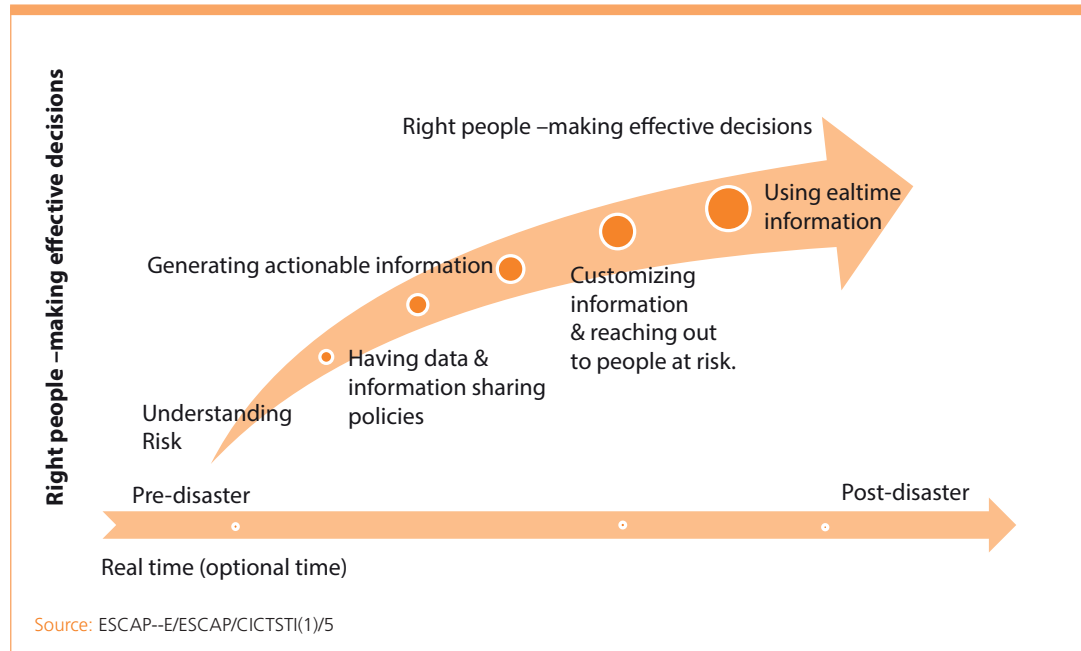 Right people –making effective decisions
Right people –making effective decisions
Using ealtime
information
Generating actionable information
Customizing
information
& reaching out
to people at risk.
Having data &
information sharing
policies
Understanding
Risk
Pre-disaster
Post-disaster
Real time (optional time)
Source: ESCAP--E/ESCAP/CICTSTI(1)/5